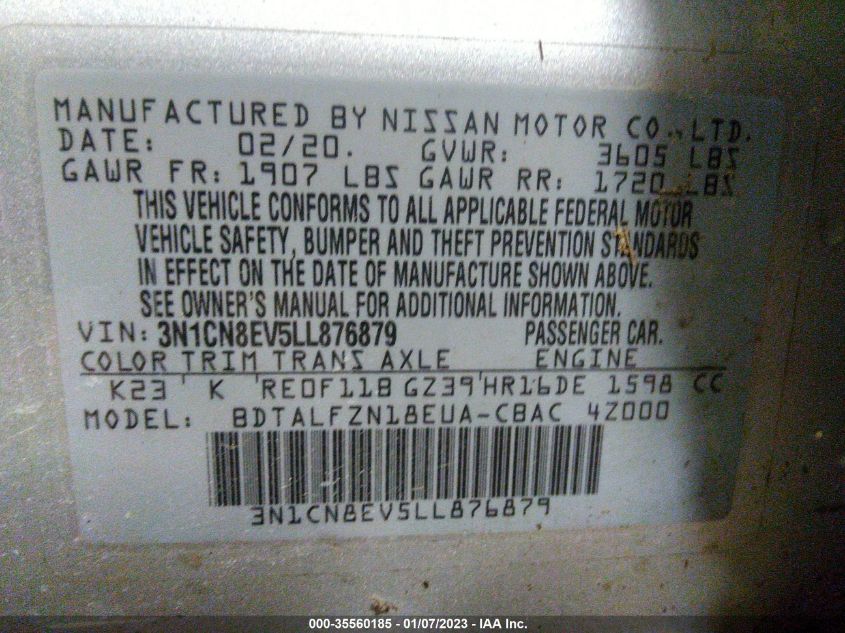 MANUFACTURED BY NISSAN MOTOR CO., LTD.
DATE: 02/20. GVWR: 3605 LBS
GAWR FR: 1907 LBS GAWR RR: 1720 LBS
THIS VEHICLE CONFORMS TO ALL APPLICABLE FEDERAL MOTOR
VEHICLE SAFETY, BUMPER AND THEFT PREVENTION STANDARDS
IN EFFECT ON THE DATE OF MANUFACTURE SHOWN ABOVE.
SEE OWNER'S MANUAL FOR ADDITIONAL INFORMATION.
VIN: 3N1CN8EV5LL876879 PASSENGER CAR.
COLOR TRIM TRANS AXLE ENGINE
K23 K RE0F11B GZ39 HR16DE 1598 CC
MODEL: BDTALFZN18EUA-CBAC 4Z000
3N1CN8EV5LL876879
000-35560185 - 01/07/2023 - IAA Inc.